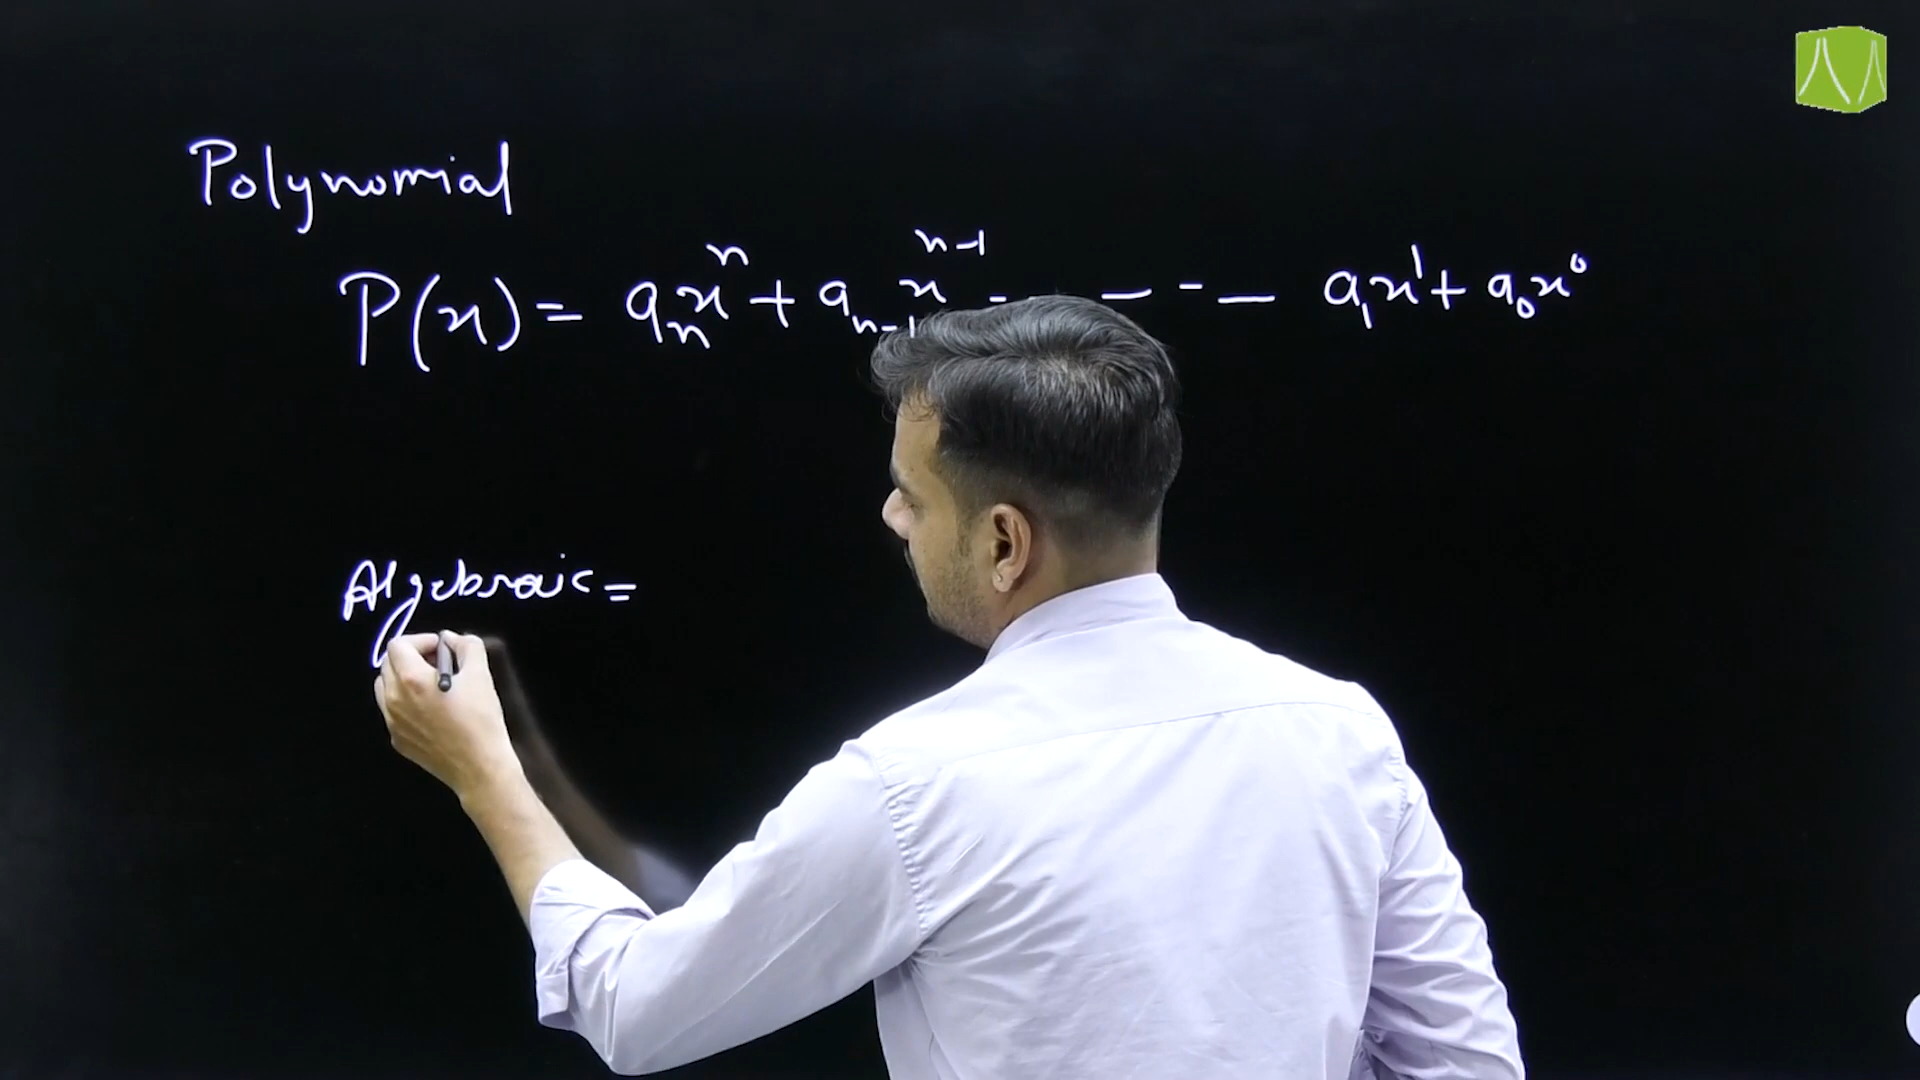 Polynomial
P(x) = aₙxⁿ + aₙ₋₁xⁿ⁻¹ - - - - - a₁x¹ + a₀x⁰
Algebraic =